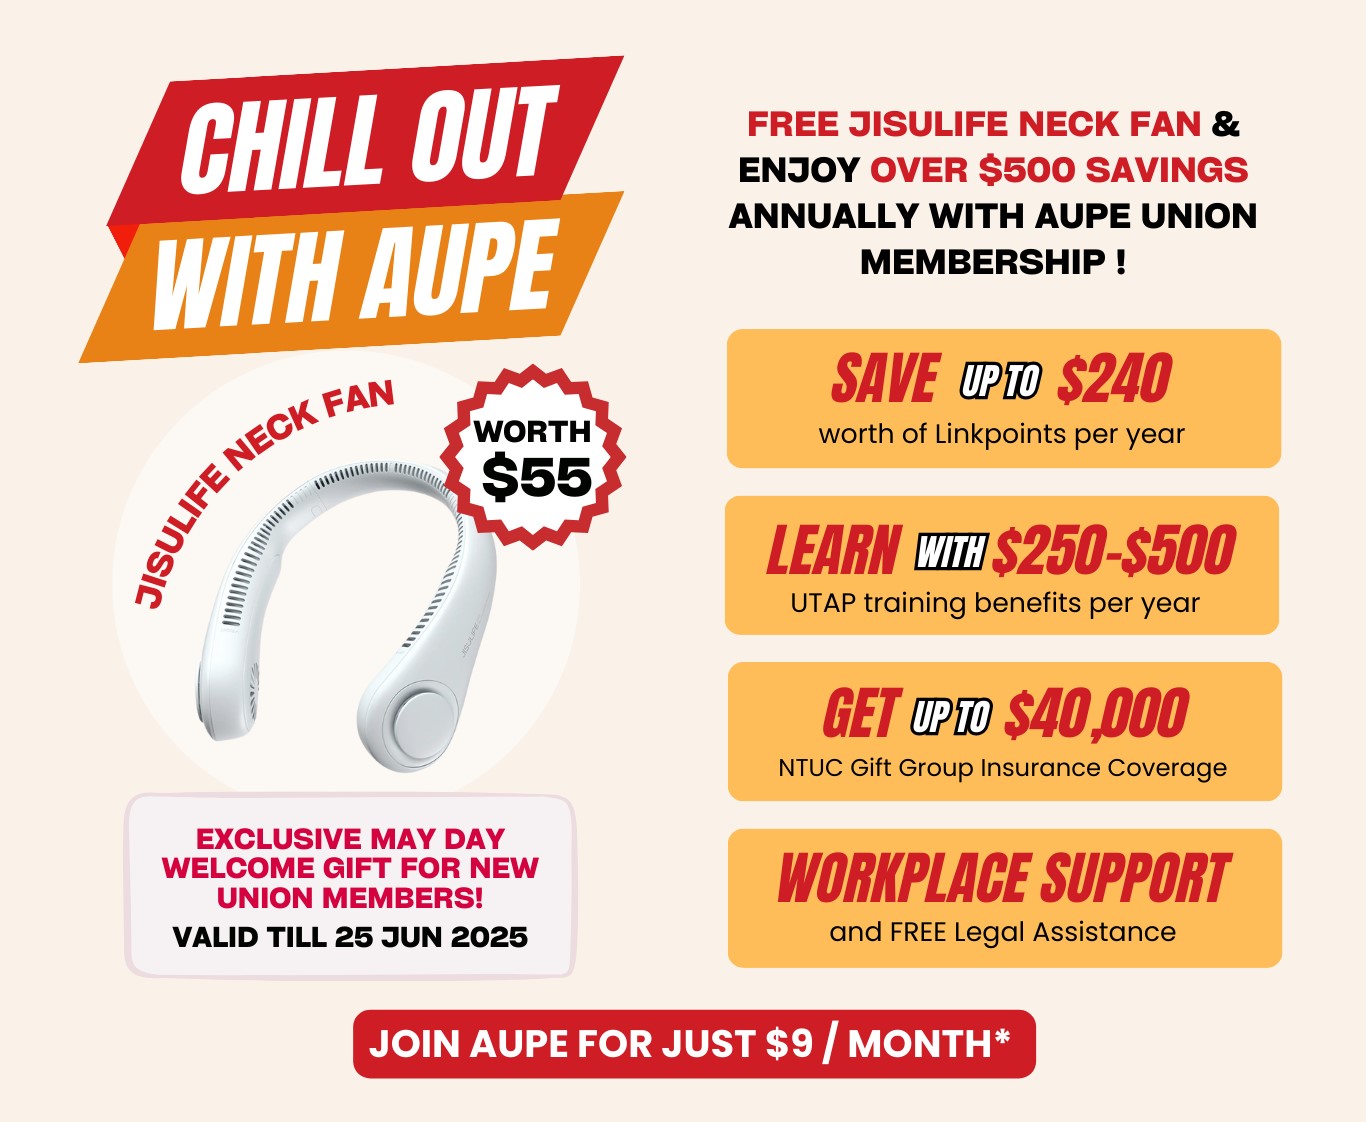 CHILL OUT
WITH AUPE
JISULIFE NECK FAN
WORTH
$55
EXCLUSIVE MAY DAY
WELCOME GIFT FOR NEW
UNION MEMBERS!
VALID TILL 25 JUN 2025
FREE JISULIFE NECK FAN &
ENJOY OVER $500 SAVINGS
ANNUALLY WITH AUPE UNION
MEMBERSHIP !
SAVE UP TO $240
worth of Linkpoints per year
LEARN WITH $250-$500
UTAP training benefits per year
GET UP TO $40,000
NTUC Gift Group Insurance Coverage
WORKPLACE SUPPORT
and FREE Legal Assistance
JOIN AUPE FOR JUST $9 / MONTH*